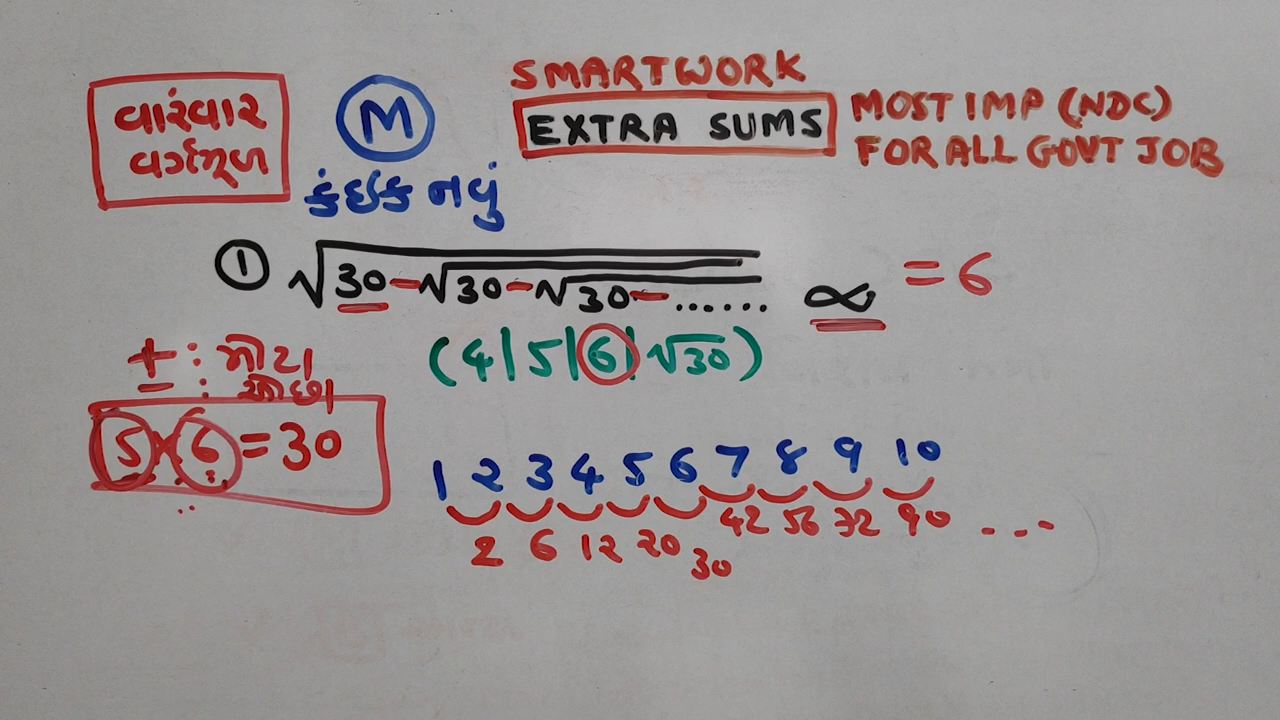 SMARTWORK
વારંવાર
વર્ગમૂળ
M
કંઇક નવું
EXTRA SUMS
MOST IMP (NDC)
FOR ALL GOVT JOB
① √30 - √30 - √30 - ...... ∝ = 6
(4|5|6|√30)
+ : મોટા
- : ઓછા
5 × 6 = 30
1 2 3 4 5 6 7 8 9 10
2 6 12 20 30 42 56 72 90 ...